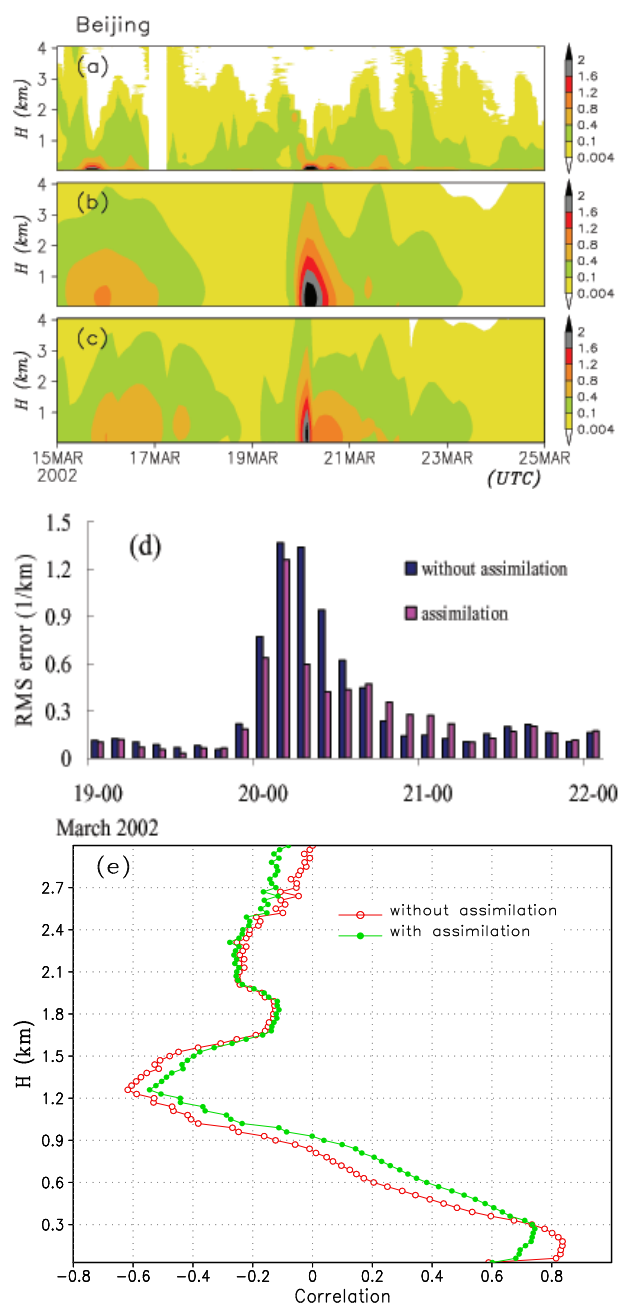 Beijing
(a)
H (km)
4
3
2
1
2
1.6
1.2
0.8
0.4
0.1
0.004
(b)
H (km)
4
3
2
1
2
1.6
1.2
0.8
0.4
0.1
0.004
(c)
H (km)
4
3
2
1
2
1.6
1.2
0.8
0.4
0.1
0.004
15MAR 17MAR 19MAR 21MAR 23MAR 25MAR
2002
(UTC)
(d)
RMS error (1/km)
1.5
1.2
0.9
0.6
0.3
0
without assimilation
assimilation
19-00 20-00 21-00 22-00
March 2002
(e)
H (km)
2.7
2.4
2.1
1.8
1.5
1.2
0.9
0.6
0.3
without assimilation
with assimilation
-0.8 -0.6 -0.4 -0.2 0 0.2 0.4 0.6 0.8
Correlation